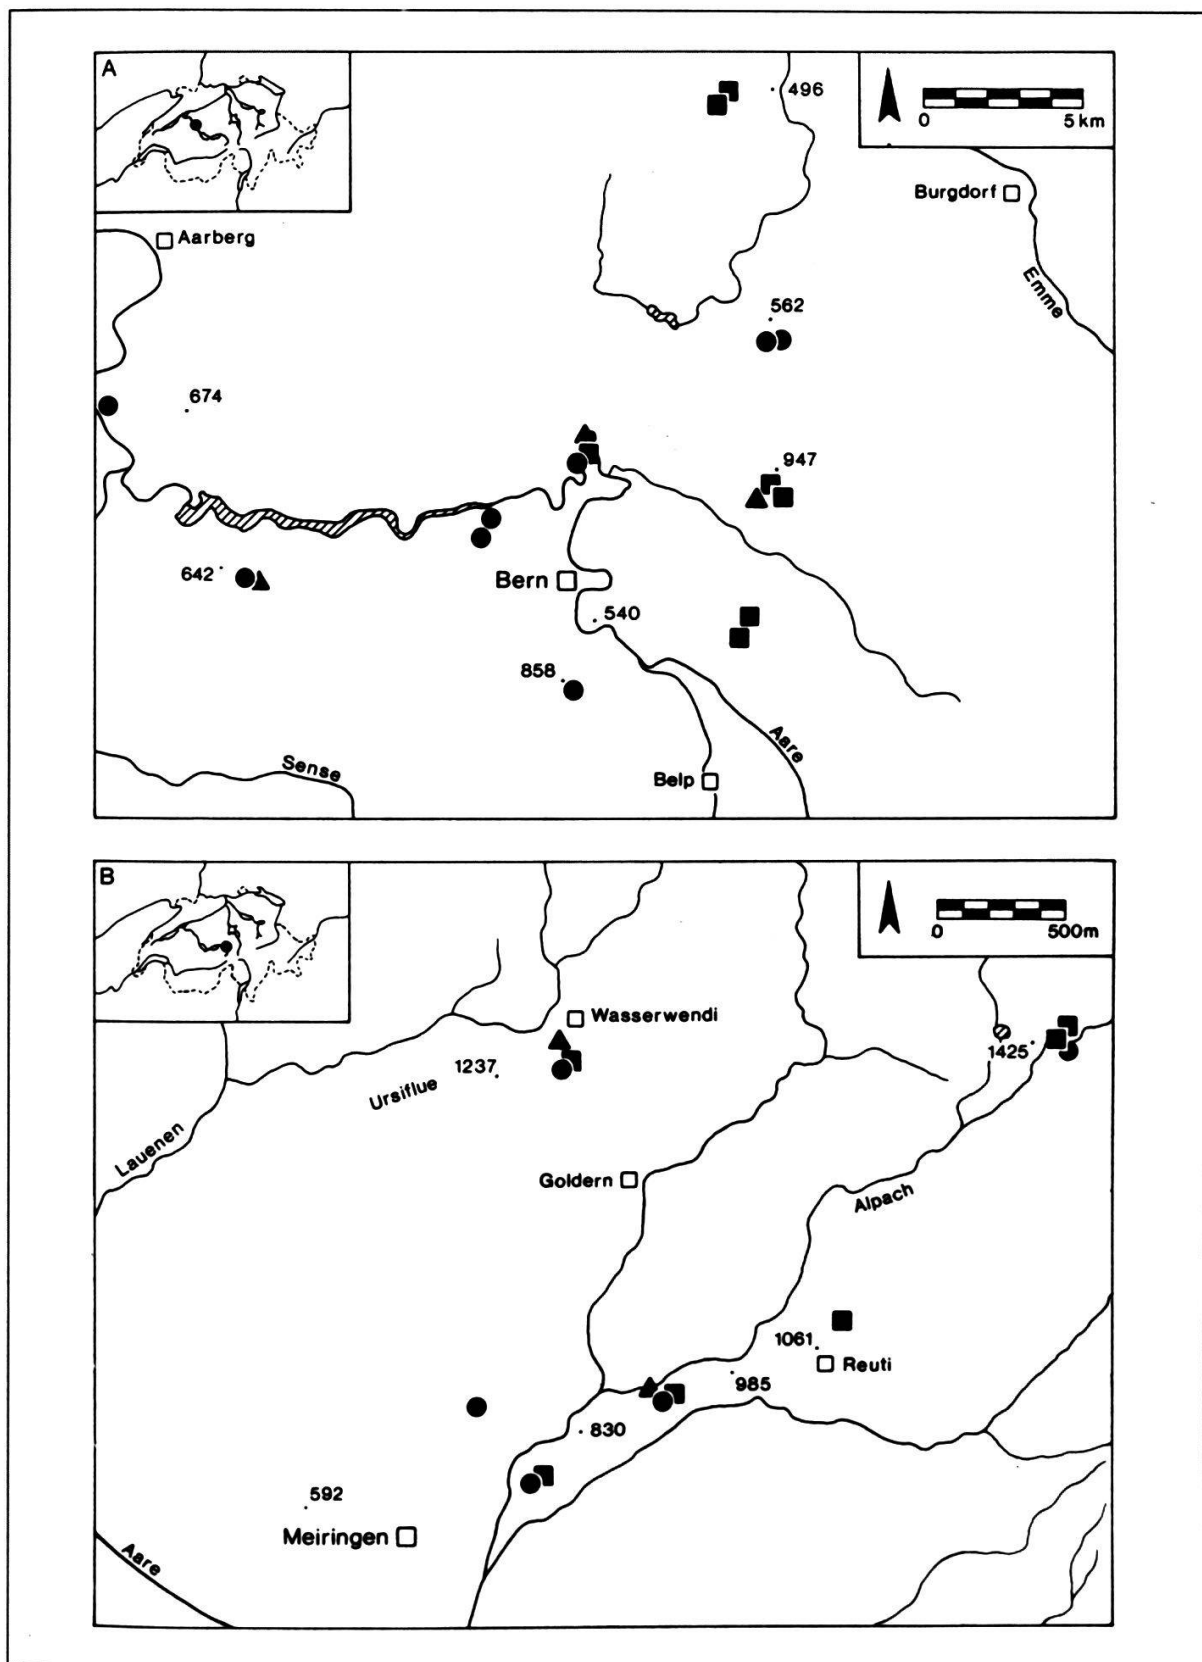 A
496
0 5 km
Burgdorf
Aarberg
Emme
562
674
947
642
Bern
540
858
Aare
Sense
Belp
B
0 500m
Wasserwendi
1425
1237
Ursiflue
Lauenen
Goldern
Alpach
1061
Reuti
985
830
592
Meiringen
Aare